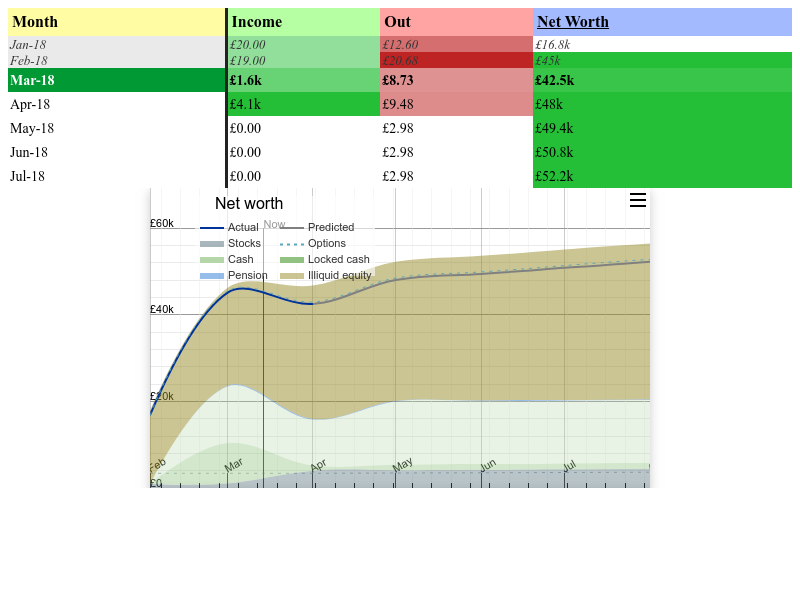 Month Income Out Net Worth
Jan-18 £20.00 £12.60 £16.8k
Feb-18 £19.00 £20.68 £45k
Mar-18 £1.6k £8.73 £42.5k
Apr-18 £4.1k £9.48 £48k
May-18 £0.00 £2.98 £49.4k
Jun-18 £0.00 £2.98 £50.8k
Jul-18 £0.00 £2.98 £52.2k
Net worth
£60k
Now
Actual Predicted
Stocks Options
Cash Locked cash
Pension Illiquid equity
£40k
£20k
Feb Mar Apr May Jun Jul
£0